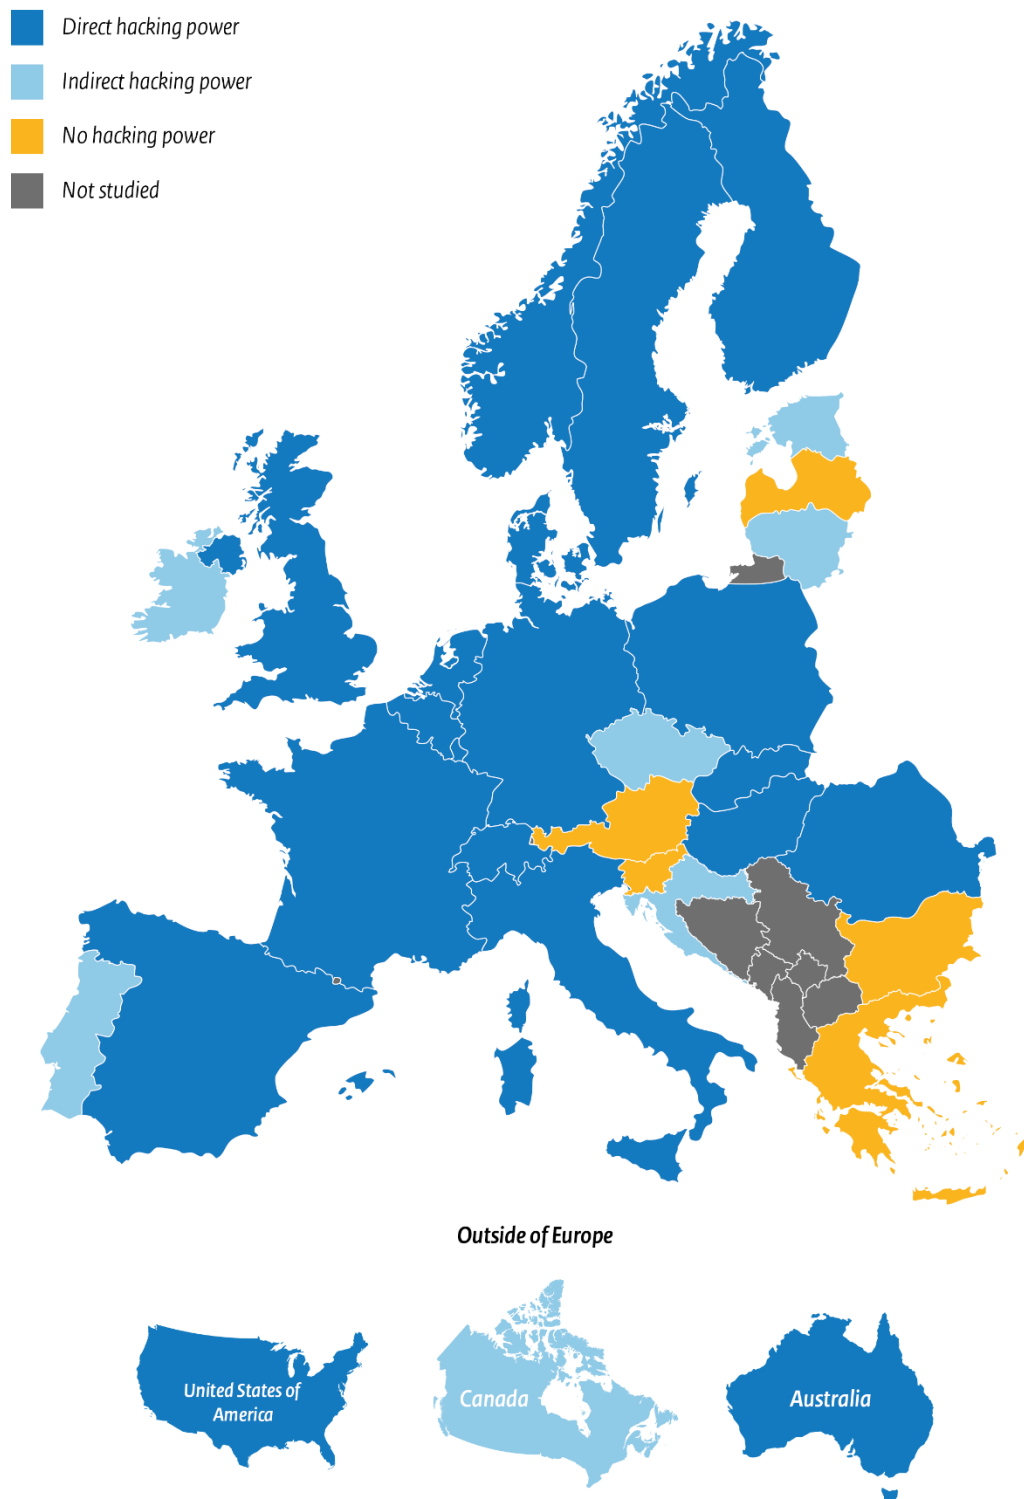 Direct hacking power
Indirect hacking power
No hacking power
Not studied
Outside of Europe
United States of
America
Canada
Australia